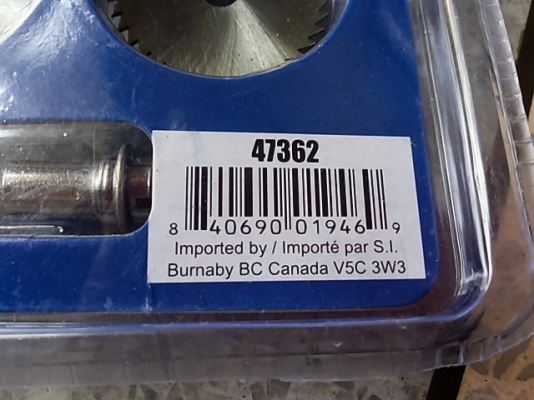 47362
8 40690 01946 9
Imported by / Importé par S.I.
Burnaby BC Canada V5C 3W3